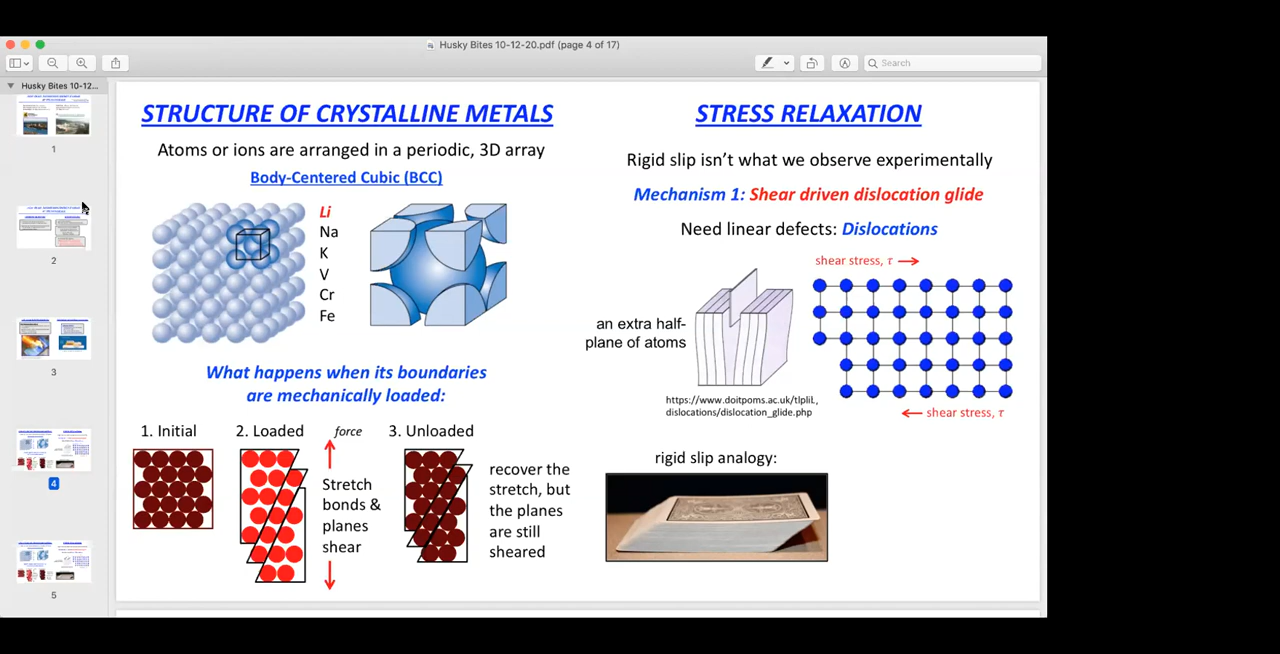 Husky Bites 10-12-20.pdf (page 4 of 17)
Search
Husky Bites 10-12...
1
2
3
4
5
STRUCTURE OF CRYSTALLINE METALS
Atoms or ions are arranged in a periodic, 3D array
Body-Centered Cubic (BCC)
Li
Na
K
V
Cr
Fe
What happens when its boundaries
are mechanically loaded:
1. Initial
2. Loaded
force
3. Unloaded
Stretch
bonds &
planes
shear
recover the
stretch, but
the planes
are still
sheared
STRESS RELAXATION
Rigid slip isn't what we observe experimentally
Mechanism 1: Shear driven dislocation glide
Need linear defects: Dislocations
shear stress, τ
an extra half-
plane of atoms
https://www.doitpoms.ac.uk/tlplib,
dislocations/dislocation_glide.php
shear stress, τ
rigid slip analogy: